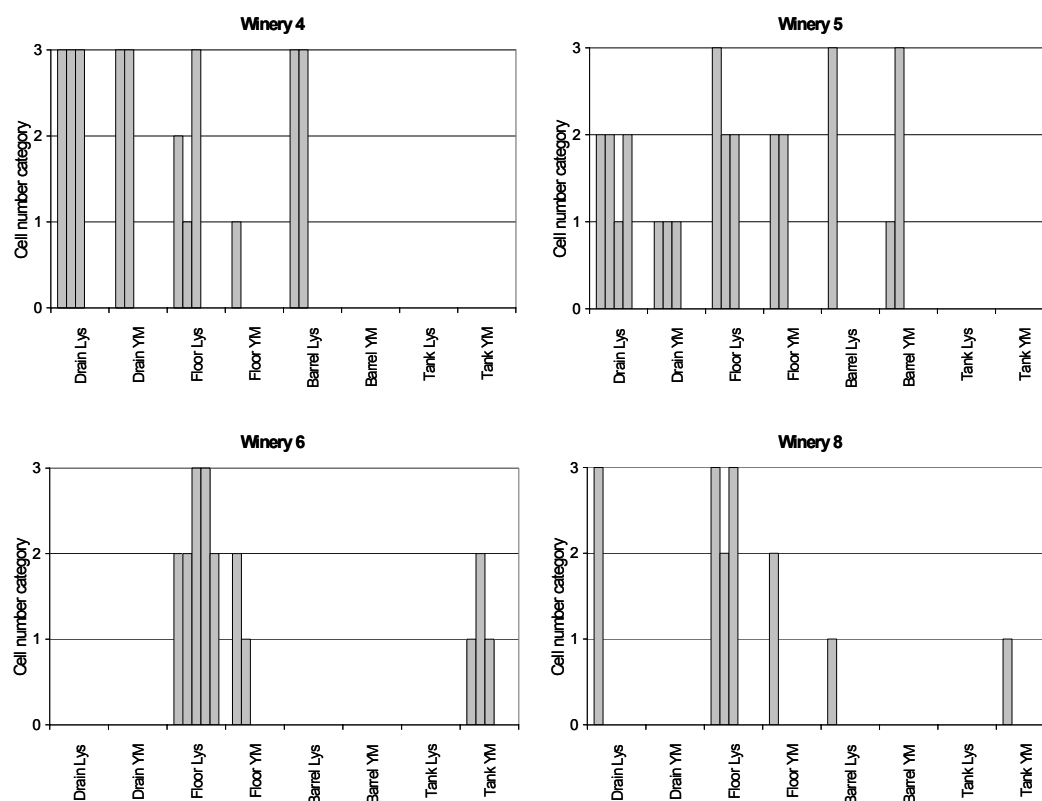 Winery 4
Cell number category
3
2
1
0
Drain Lys
Drain YM
Floor Lys
Floor YM
Barrel Lys
Barrel YM
Tank Lys
Tank YM
Winery 5
Cell number category
3
2
1
0
Drain Lys
Drain YM
Floor Lys
Floor YM
Barrel Lys
Barrel YM
Tank Lys
Tank YM
Winery 6
Cell number category
3
2
1
0
Drain Lys
Drain YM
Floor Lys
Floor YM
Barrel Lys
Barrel YM
Tank Lys
Tank YM
Winery 8
Cell number category
3
2
1
0
Drain Lys
Drain YM
Floor Lys
Floor YM
Barrel Lys
Barrel YM
Tank Lys
Tank YM